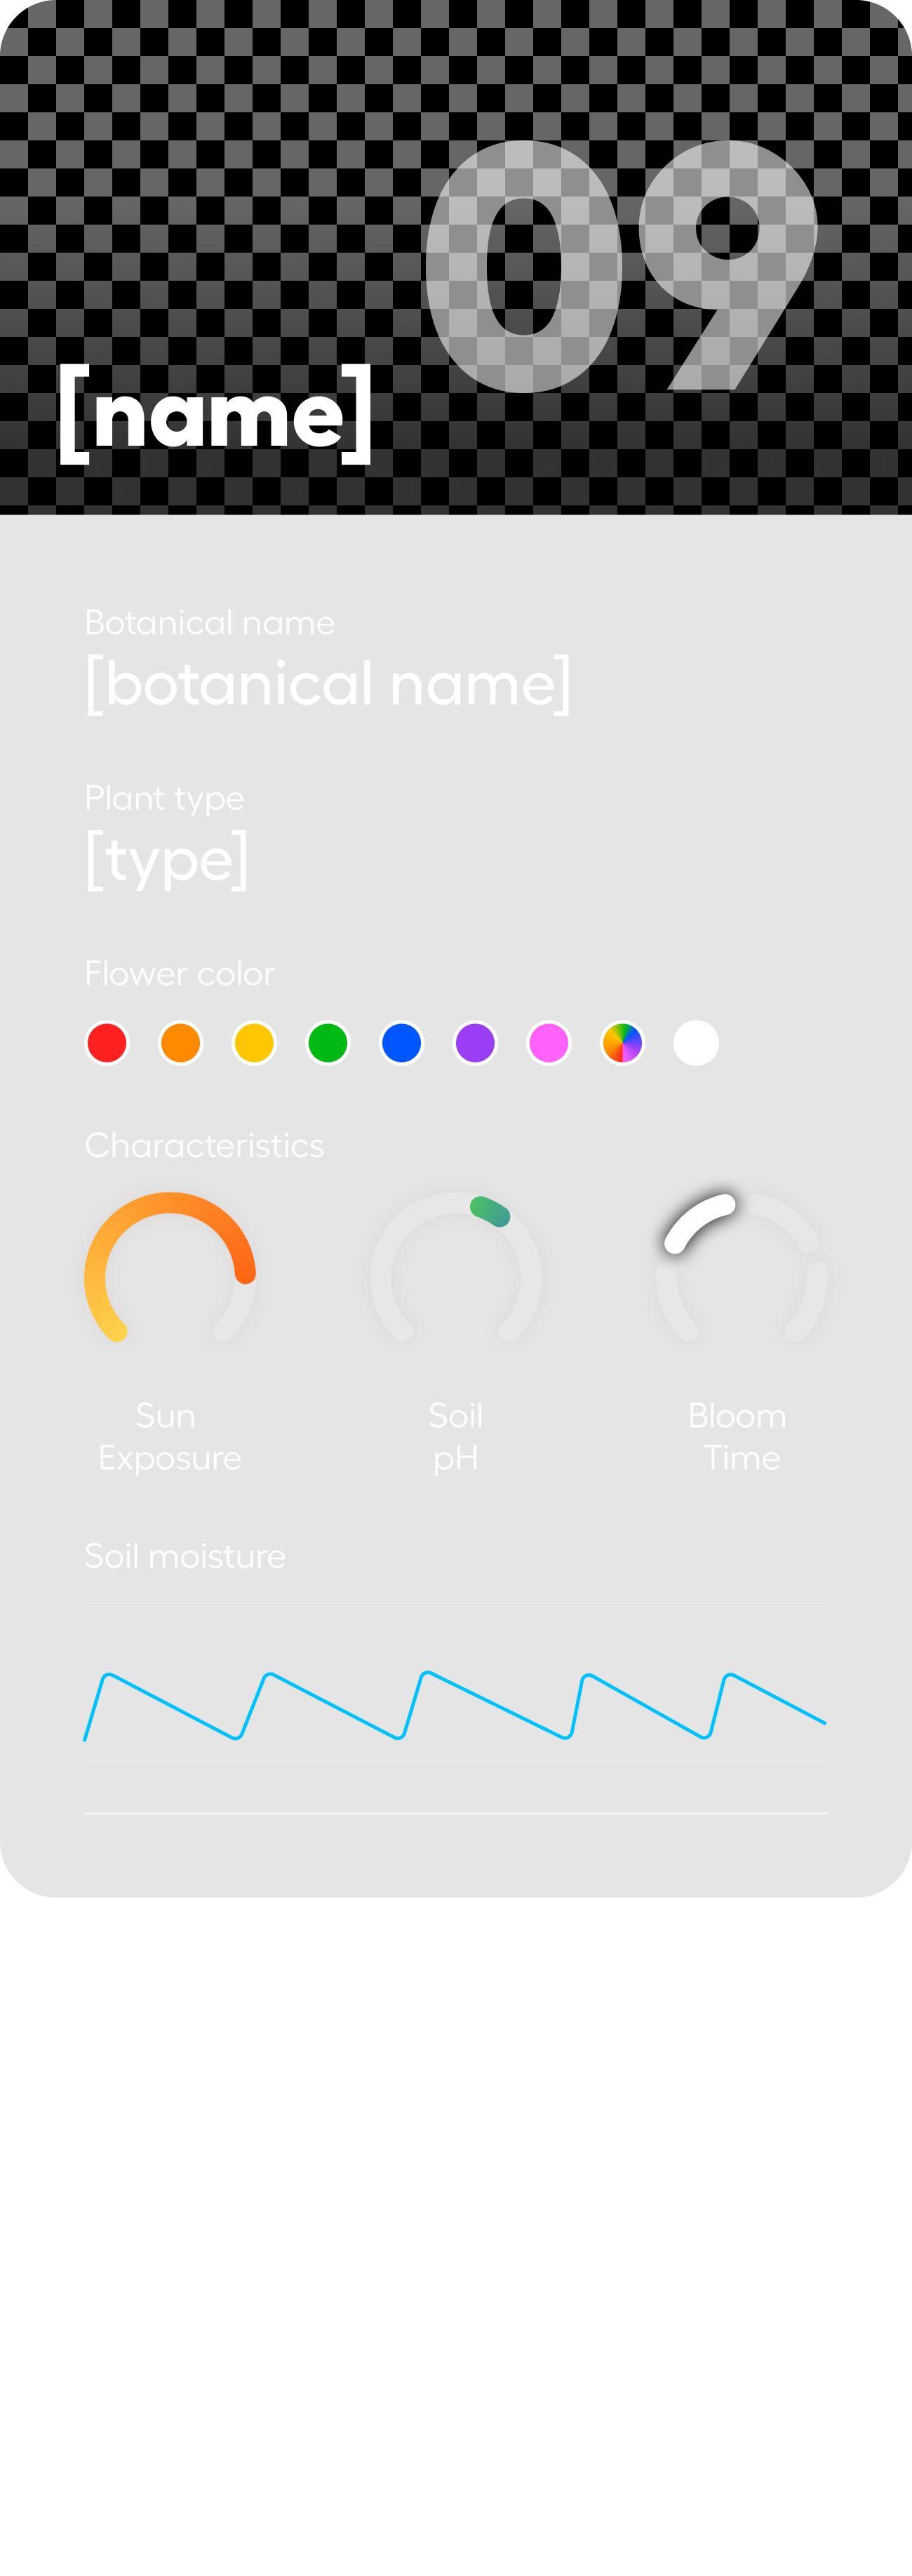 09
[name]
Botanical name
[botanical name]
Plant type
[type]
Flower color
Characteristics
Sun
Exposure
Soil
pH
Bloom
Time
Soil moisture